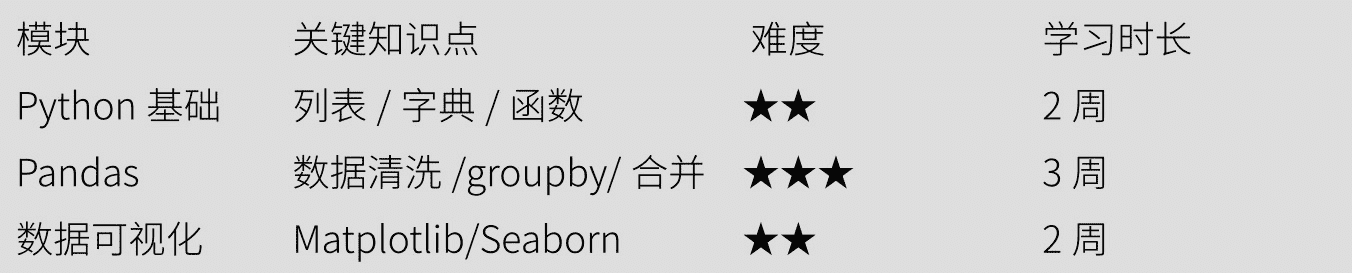 模块 关键知识点 难度 学习时长
Python 基础 列表 / 字典 / 函数 ★★ 2 周
Pandas 数据清洗 /groupby/ 合并 ★★★ 3 周
数据可视化 Matplotlib/Seaborn ★★ 2 周